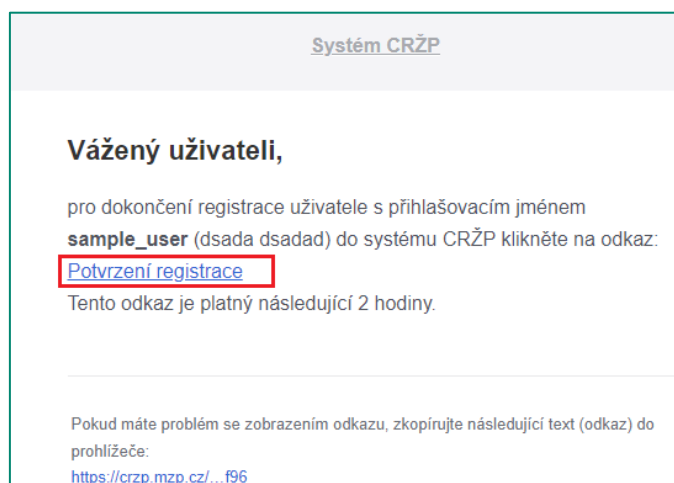 Systém CRŽP
Vážený uživateli,
pro dokončení registrace uživatele s přihlašovacím jménem
sample_user (dsada dsadad) do systému CRŽP klikněte na odkaz:
Potvrzení registrace
Tento odkaz je platný následující 2 hodiny.
Pokud máte problém se zobrazením odkazu, zkopírujte následující text (odkaz) do
prohlížeče:
https://crzp.mzp.cz/...f96